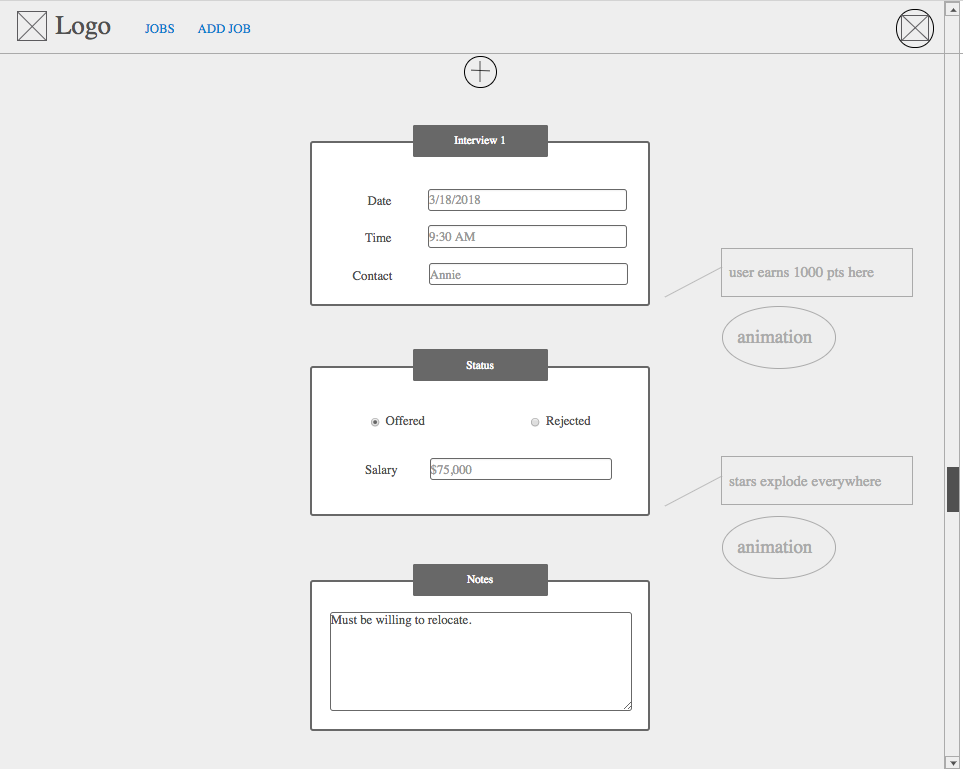 Logo
JOBS
ADD JOB
Interview 1
Date
3/18/2018
Time
9:30 AM
Contact
Annie
user earns 1000 pts here
animation
Status
Offered
Rejected
Salary
$75,000
stars explode everywhere
animation
Notes
Must be willing to relocate.